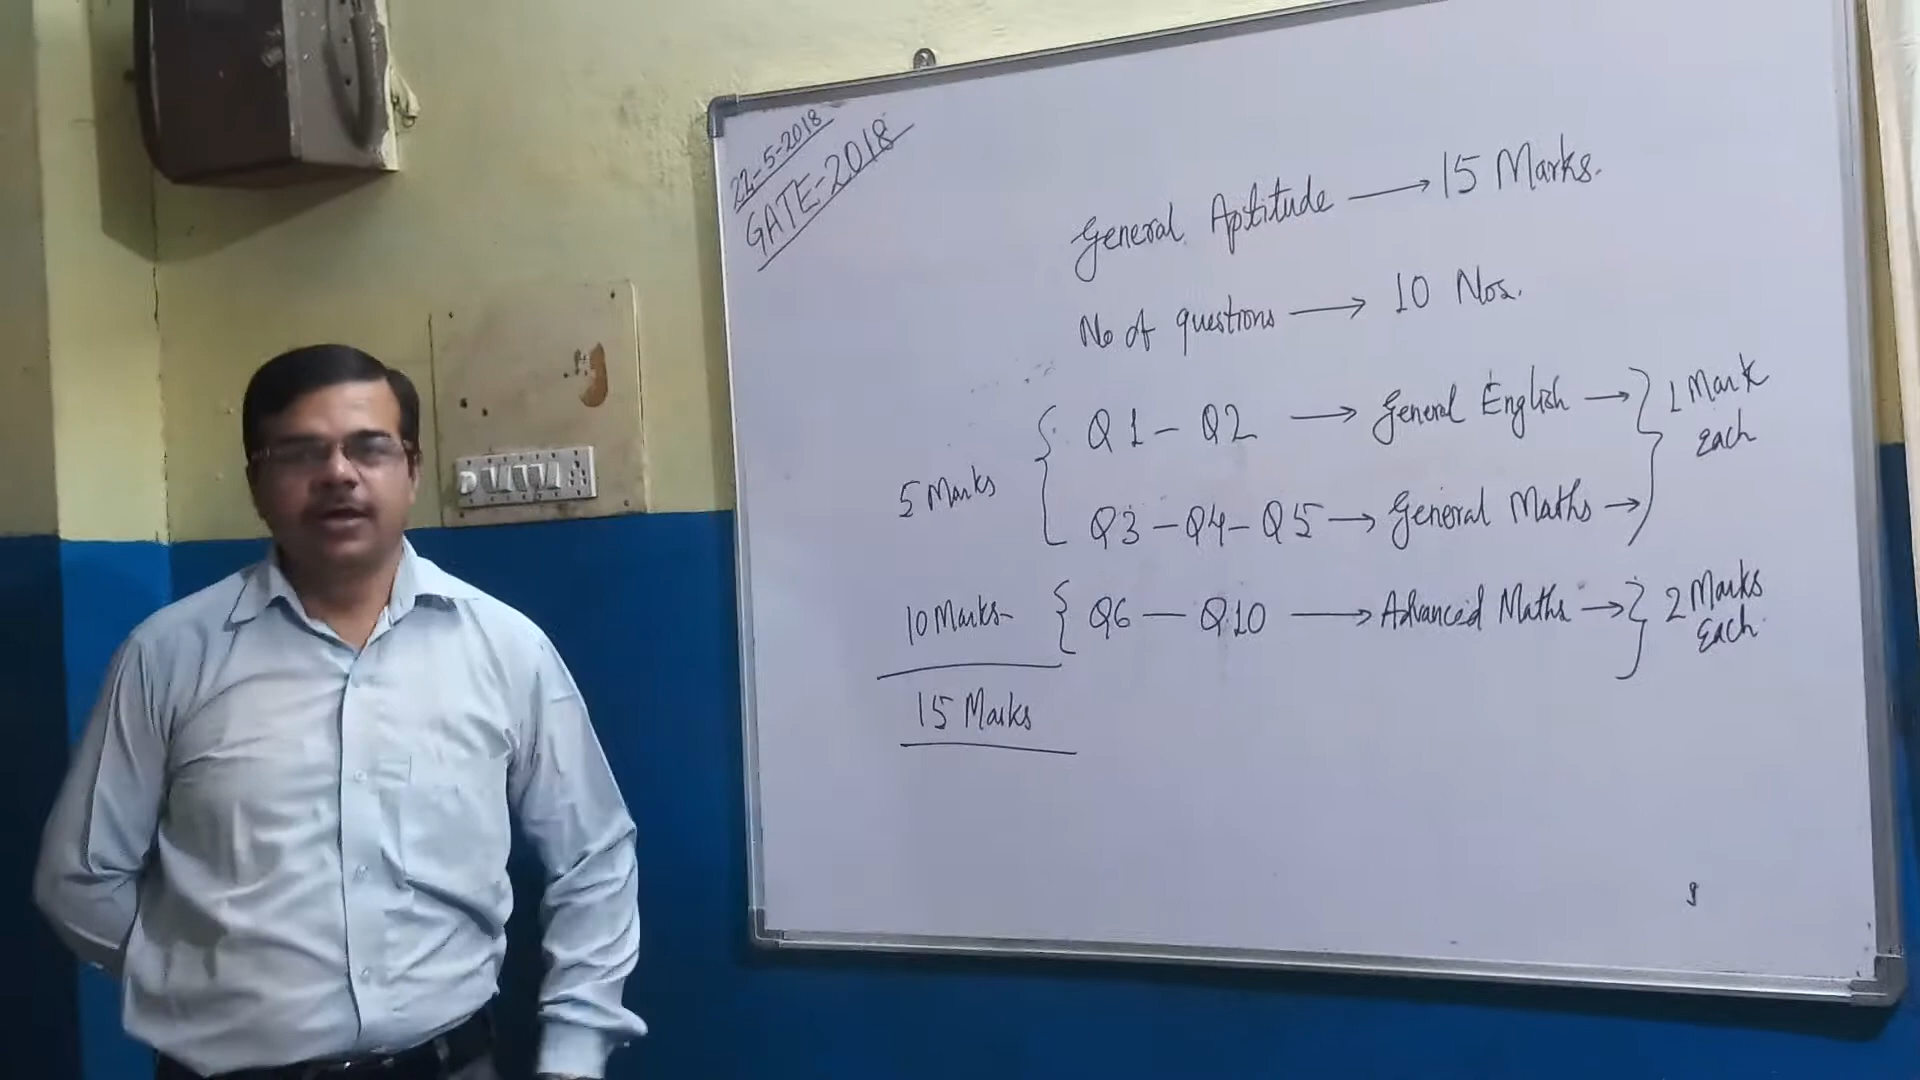 22-5-2018
GATE-2018
General Aptitude → 15 Marks.
No of questions → 10 Nos.
5 Marks { Q1 - Q2 → General English → } 1 Mark Each
Q3 - Q4 - Q5 → General Maths →
10 Marks - { Q6 — Q10 → Advanced Maths → } 2 Marks Each
15 Marks